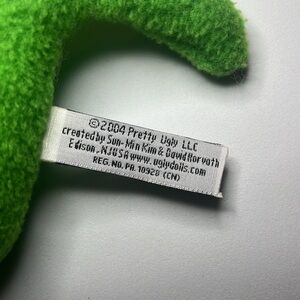 ©2004 Pretty Ugly LLC
created by Sun-Min Kim & David Horvath
Edison, NJ USA www.uglydolls.com
REG. NO. PA. 10928 (CN)